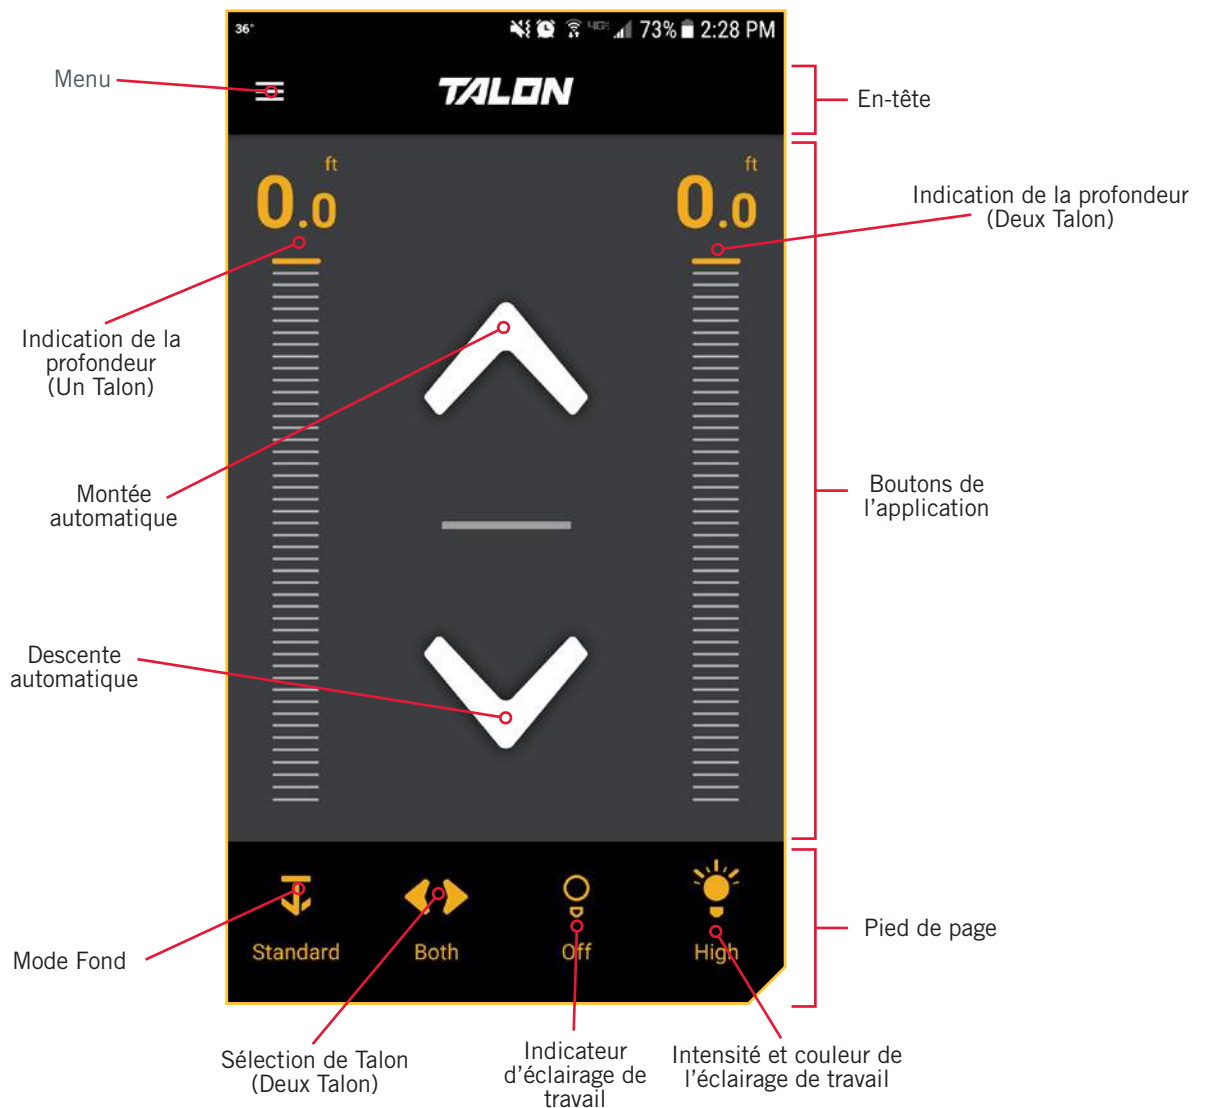 36°
4GE 73% 2:28 PM
Menu
TALON
En-tête
ft
0.0
ft
0.0
Indication de la profondeur
(Deux Talon)
Indication de la
profondeur
(Un Talon)
Montée
automatique
Boutons de
l'application
Descente
automatique
Standard
Both
Off
High
Mode Fond
Pied de page
Sélection de Talon
(Deux Talon)
Indicateur
d'éclairage de
travail
Intensité et couleur de
l'éclairage de travail